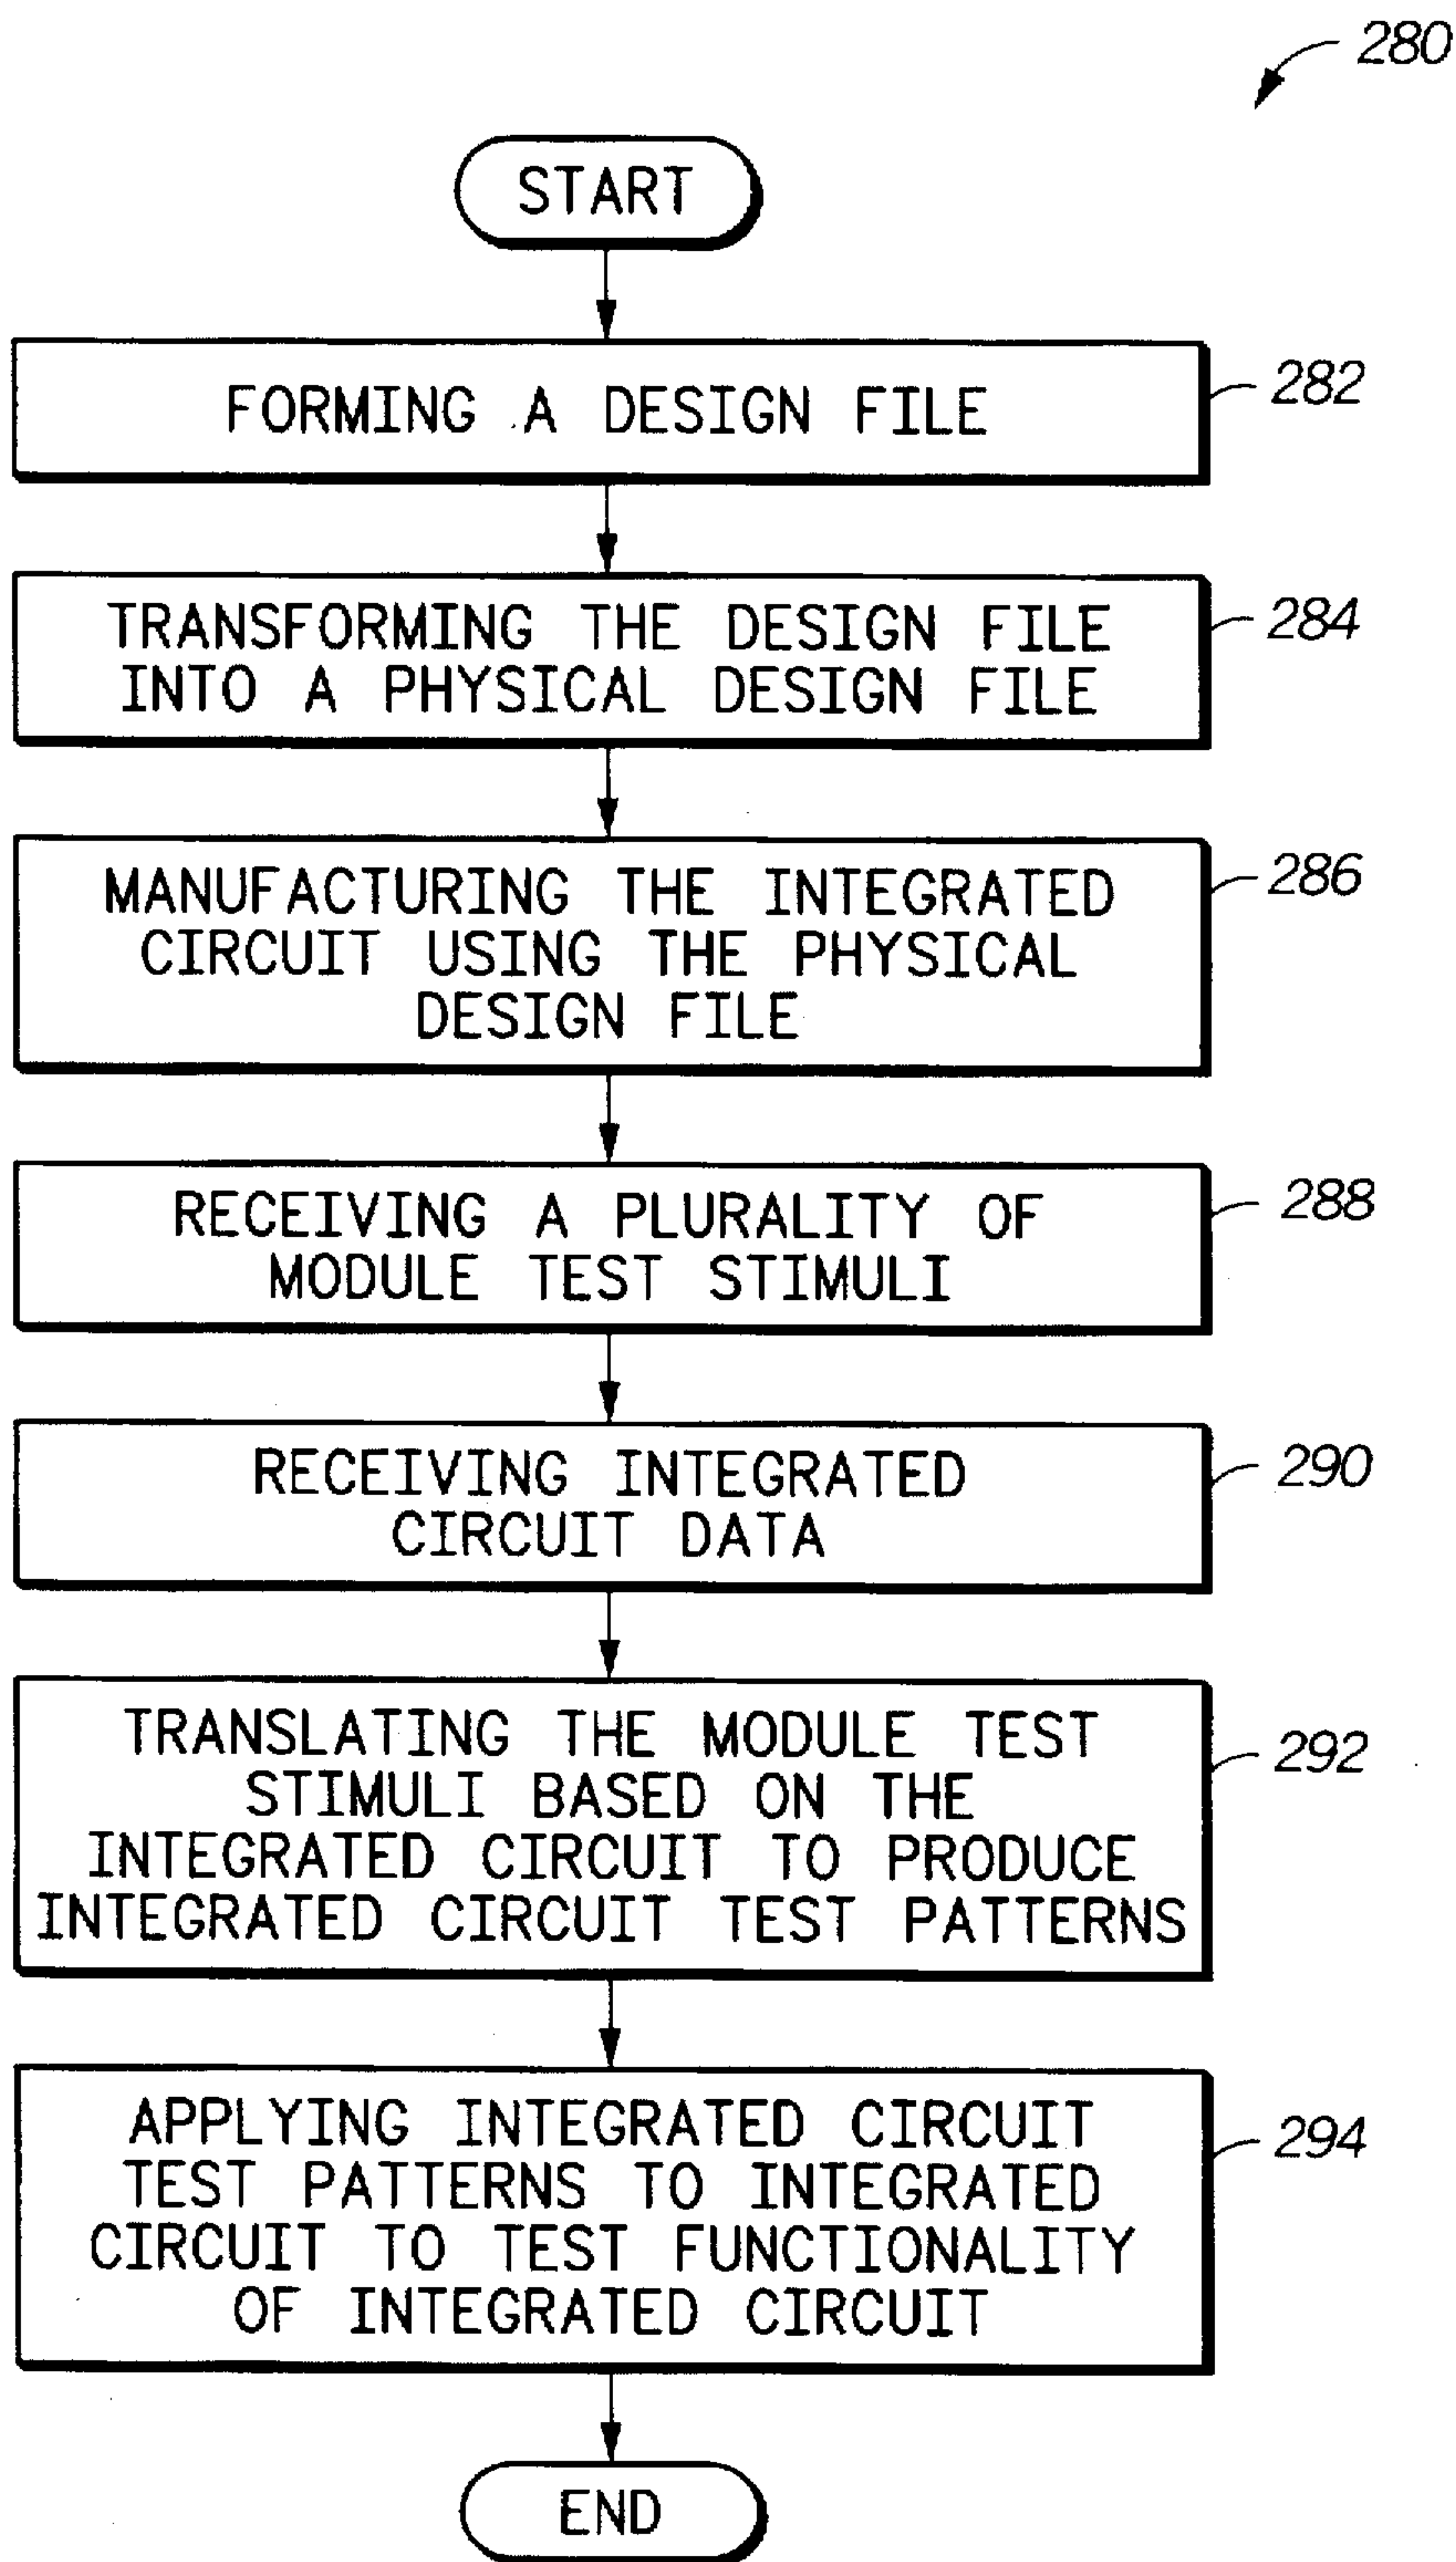 280
START
FORMING A DESIGN FILE
282
TRANSFORMING THE DESIGN FILE
INTO A PHYSICAL DESIGN FILE
284
MANUFACTURING THE INTEGRATED
CIRCUIT USING THE PHYSICAL
DESIGN FILE
286
RECEIVING A PLURALITY OF
MODULE TEST STIMULI
288
RECEIVING INTEGRATED
CIRCUIT DATA
290
TRANSLATING THE MODULE TEST
STIMULI BASED ON THE
INTEGRATED CIRCUIT TO PRODUCE
INTEGRATED CIRCUIT TEST PATTERNS
292
APPLYING INTEGRATED CIRCUIT
TEST PATTERNS TO INTEGRATED
CIRCUIT TO TEST FUNCTIONALITY
OF INTEGRATED CIRCUIT
294
END